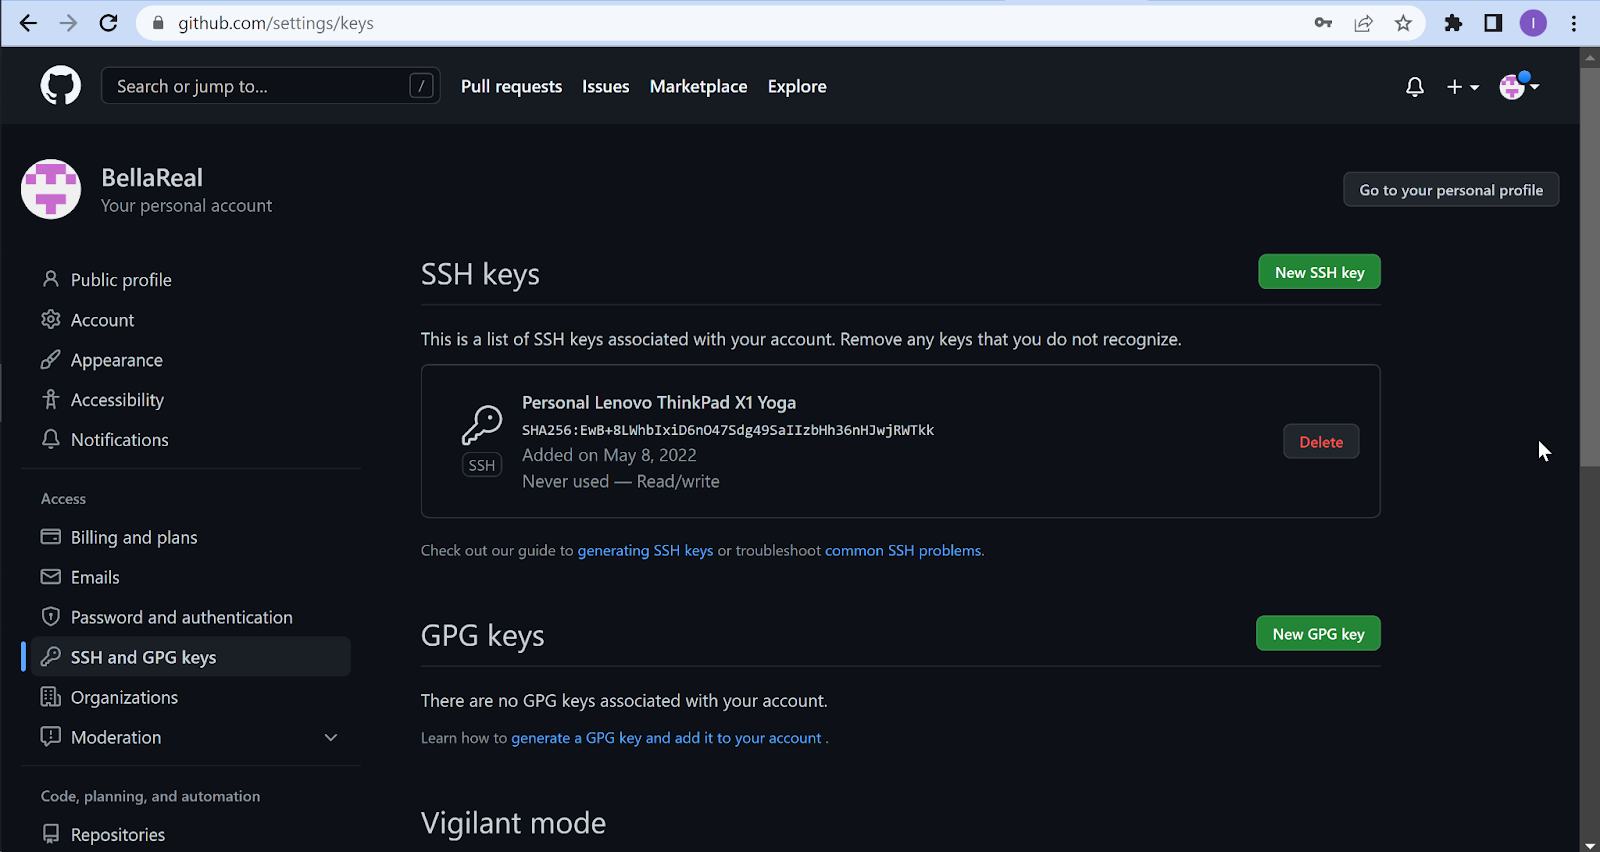 github.com/settings/keys
I
Search or jump to...
/
Pull requests
Issues
Marketplace
Explore
BellaReal
Your personal account
Go to your personal profile
Public profile
Account
Appearance
Accessibility
Notifications
Access
Billing and plans
Emails
Password and authentication
SSH and GPG keys
Organizations
Moderation
Code, planning, and automation
Repositories
SSH keys
New SSH key
This is a list of SSH keys associated with your account. Remove any keys that you do not recognize.
SSH
Personal Lenovo ThinkPad X1 Yoga
SHA256:EwB+8LWhbIxiD6nO47Sdg49SaIIzbHh36nHJwjRWTkk
Added on May 8, 2022
Never used — Read/write
Delete
Check out our guide to generating SSH keys or troubleshoot common SSH problems.
GPG keys
New GPG key
There are no GPG keys associated with your account.
Learn how to generate a GPG key and add it to your account .
Vigilant mode